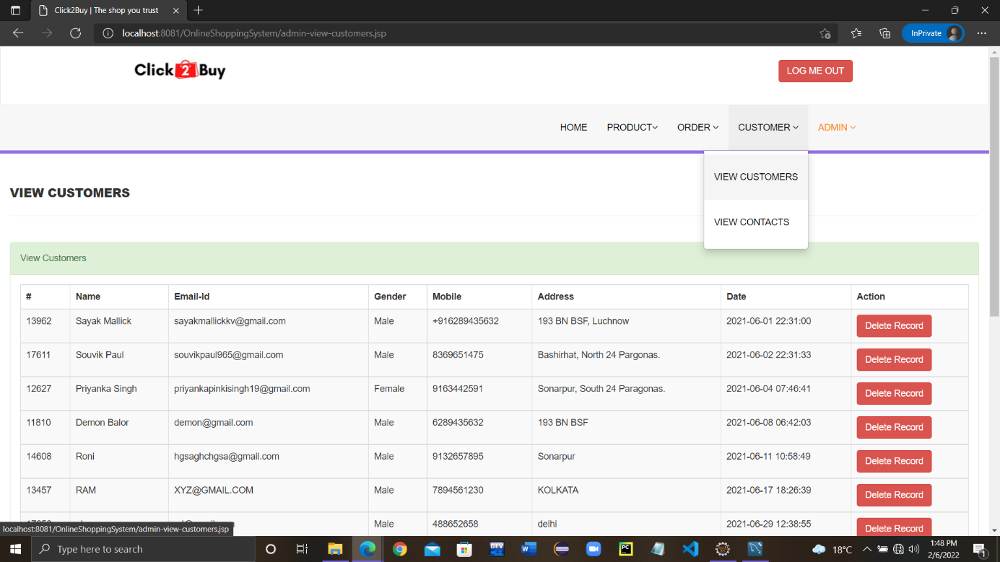 Click2Buy | The shop you trust
localhost:8081/OnlineShoppingSystem/admin-view-customers.jsp
InPrivate
Click 2 Buy
LOG ME OUT
HOME PRODUCT ORDER CUSTOMER ADMIN
VIEW CUSTOMERS
VIEW CONTACTS
VIEW CUSTOMERS
View Customers
# Name Email-Id Gender Mobile Address Date Action
13962 Sayak Mallick sayakmallickkv@gmail.com Male +916289435632 193 BN BSF, Luchnow 2021-06-01 22:31:00 Delete Record
17611 Souvik Paul souvikpaul965@gmail.com Male 8369651475 Bashirhat, North 24 Pargonas. 2021-06-02 22:31:33 Delete Record
12627 Priyanka Singh priyankapinkisingh19@gmail.com Female 9163442591 Sonarpur, South 24 Paragonas. 2021-06-04 07:46:41 Delete Record
11810 Demon Balor demon@gmail.com Male 6289435632 193 BN BSF 2021-06-08 06:42:03 Delete Record
14608 Roni hgsaghchgsa@gmail.com Male 9132657895 Sonarpur 2021-06-11 10:58:49 Delete Record
13457 RAM XYZ@GMAIL.COM Male 7894561230 KOLKATA 2021-06-17 18:26:39 Delete Record
Male 488652658 delhi 2021-06-29 12:38:55 Delete Record
localhost:8081/OnlineShoppingSystem/admin-view-customers.jsp
Type here to search
DEV
PC
18°C
1:48 PM
2/6/2022
1